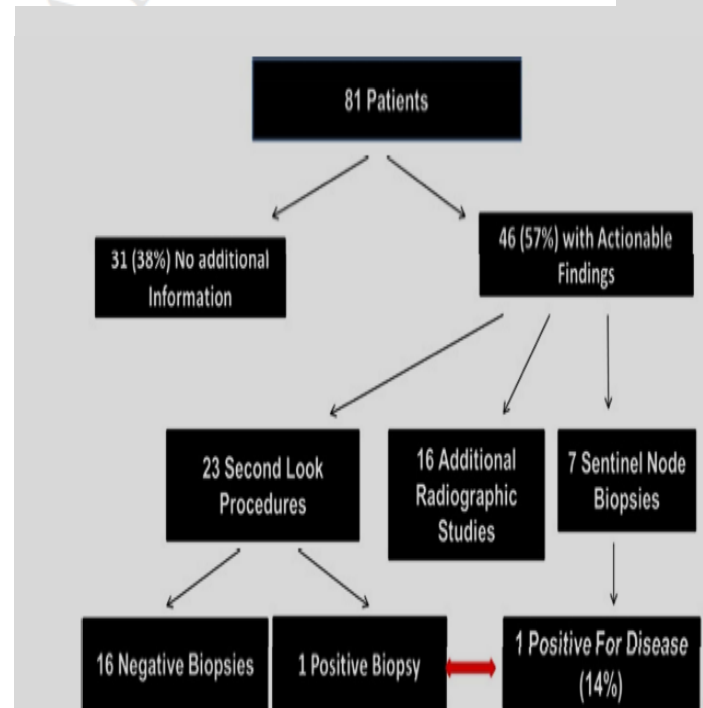 81 Patients
31 (38%) No additional
Information
46 (57%) with Actionable
Findings
23 Second Look
Procedures
16 Additional
Radiographic
Studies
7 Sentinel Node
Biopsies
16 Negative Biopsies
1 Positive Biopsy
1 Positive For Disease
(14%)